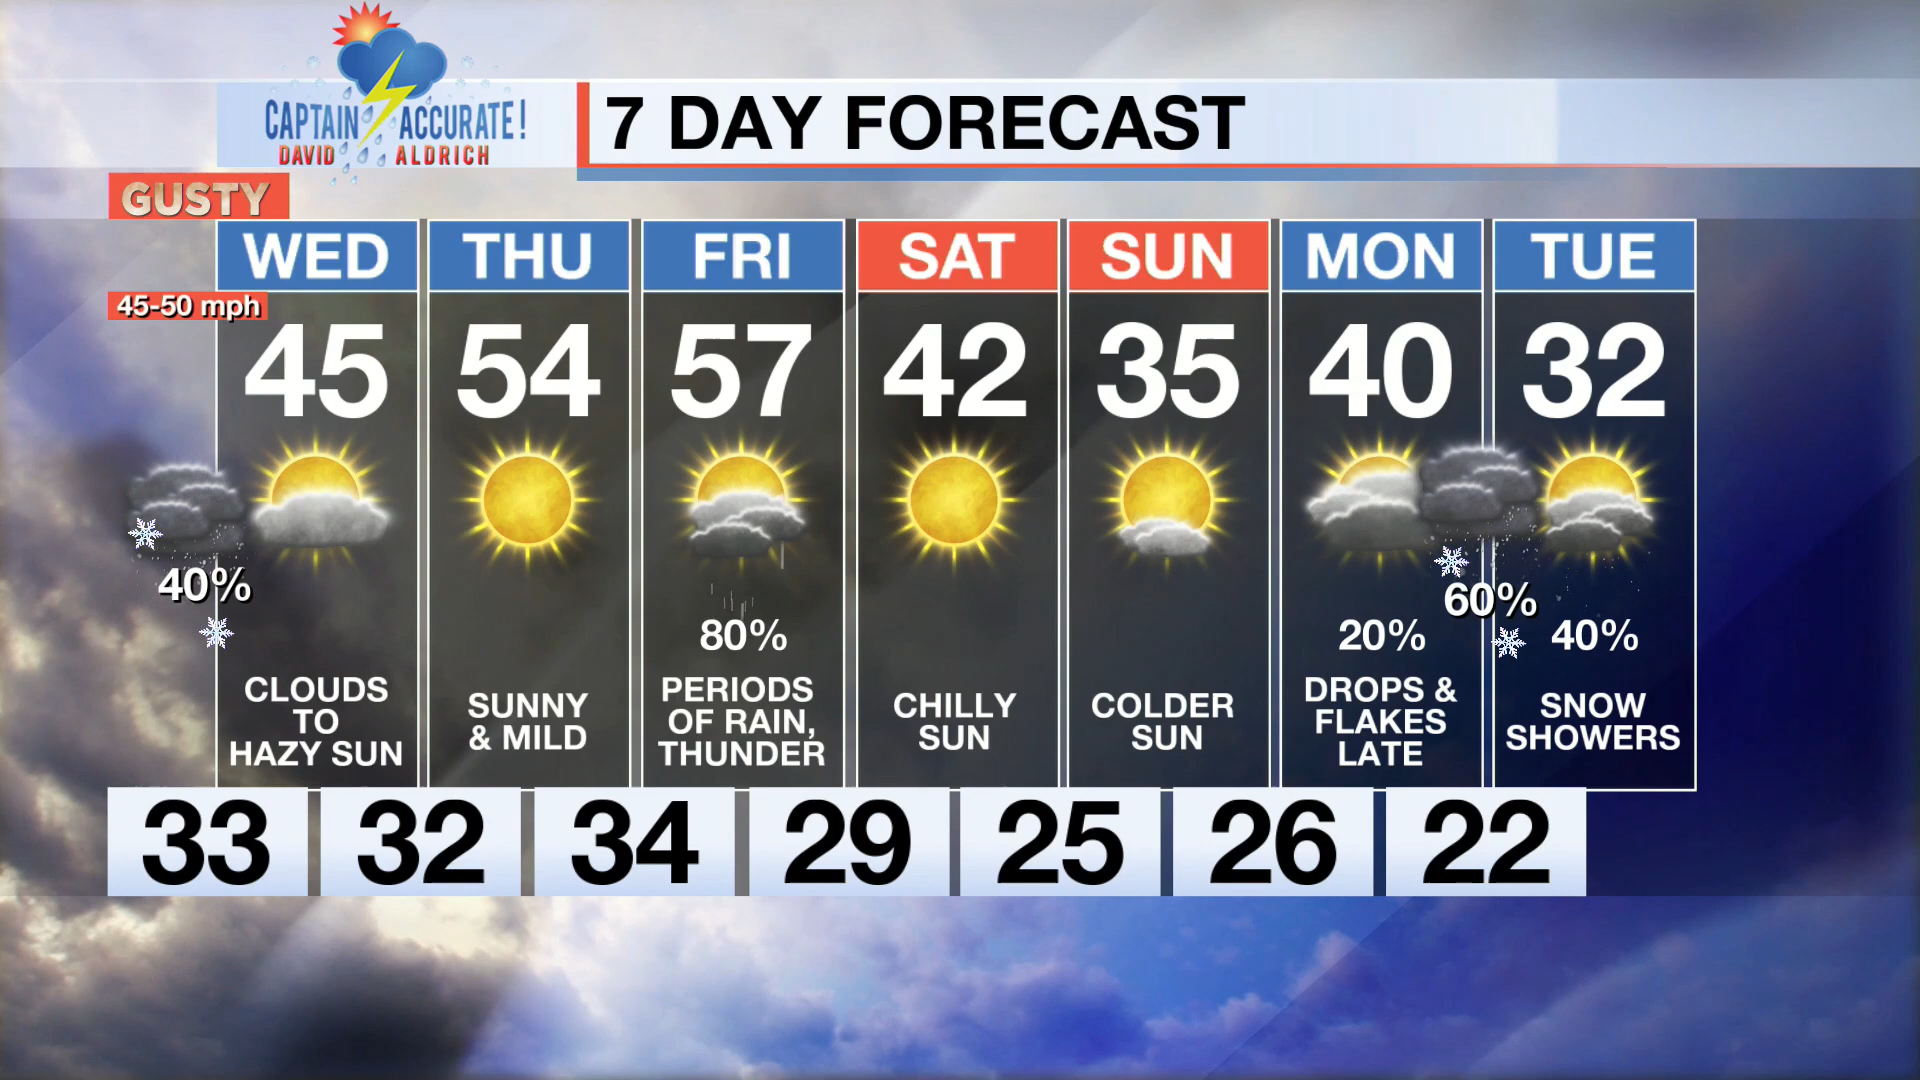 CAPTAIN ACCURATE!
DAVID ALDRICH
7 DAY FORECAST
GUSTY
45-50 mph
40%
WED
45
CLOUDS
TO
HAZY SUN
THU
54
SUNNY
& MILD
FRI
57
80%
PERIODS
OF RAIN,
THUNDER
SAT
42
CHILLY
SUN
SUN
35
COLDER
SUN
MON
40
20%
DROPS &
FLAKES
LATE
60%
TUE
32
40%
SNOW
SHOWERS
33
32
34
29
25
26
22